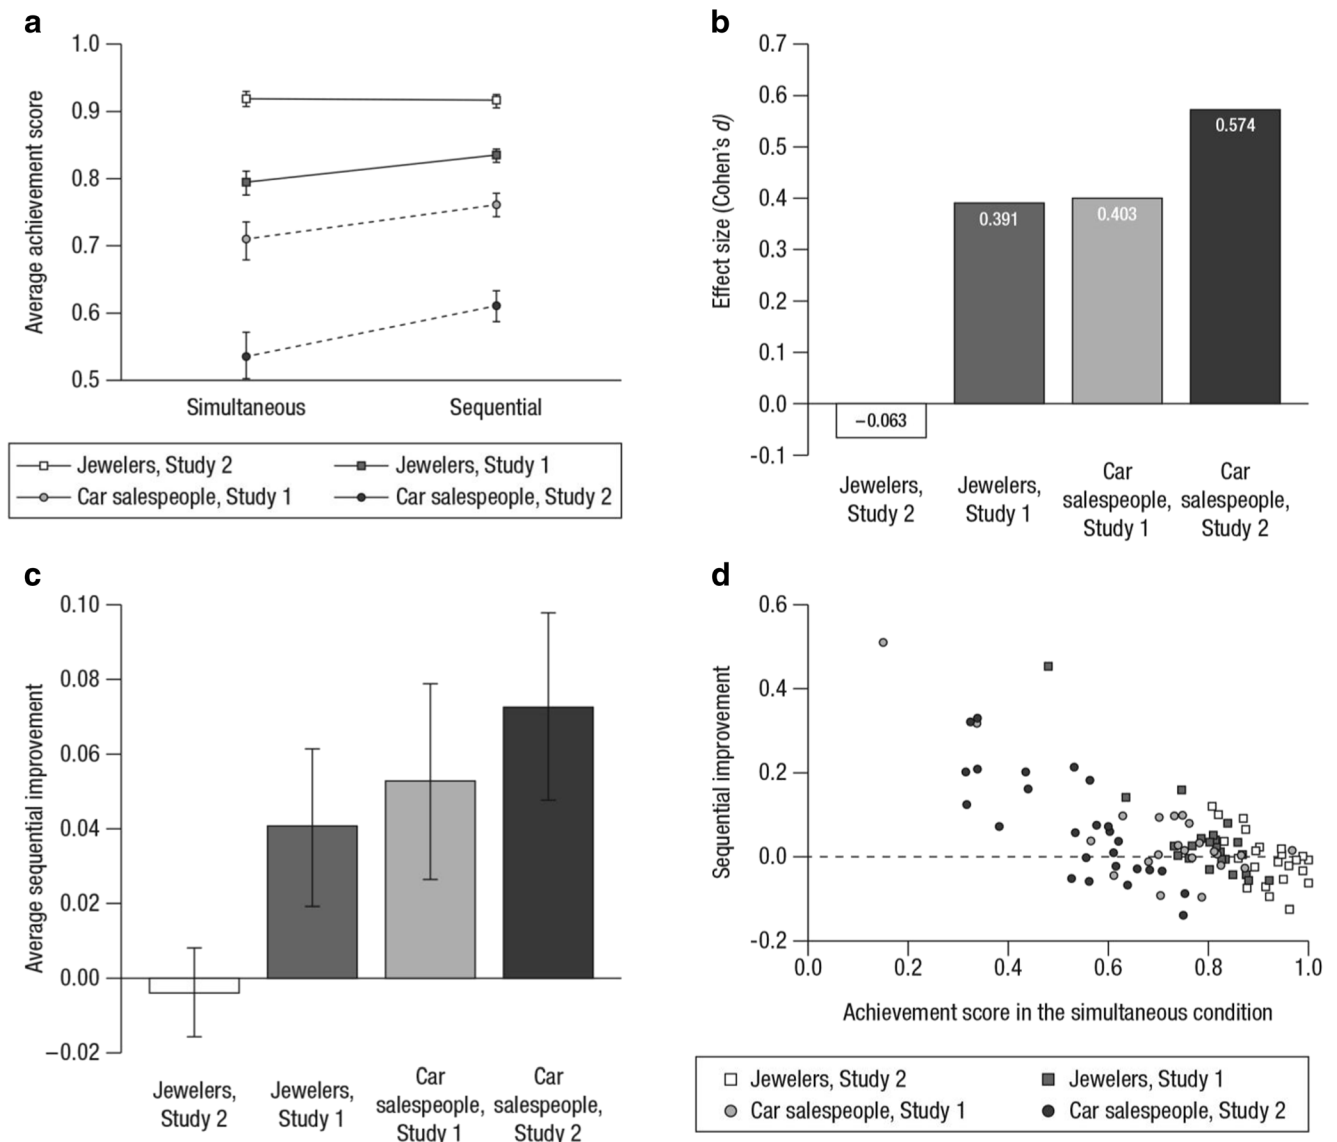 a
1.0
0.9
0.8
0.7
0.6
0.5
Average achievement score
Simultaneous
Sequential
Jewelers, Study 2
Jewelers, Study 1
Car salespeople, Study 1
Car salespeople, Study 2
b
0.7
0.6
0.5
0.4
0.3
0.2
0.1
0.0
-0.1
Effect size (Cohen's d)
−0.063
0.391
0.403
0.574
Jewelers,
Study 2
Jewelers,
Study 1
Car
salespeople,
Study 1
Car
salespeople,
Study 2
c
0.10
0.08
0.06
0.04
0.02
0.00
−0.02
Average sequential improvement
Jewelers,
Study 2
Jewelers,
Study 1
Car
salespeople,
Study 1
Car
salespeople,
Study 2
d
0.6
0.4
0.2
0.0
-0.2
Sequential improvement
0.0
0.2
0.4
0.6
0.8
1.0
Achievement score in the simultaneous condition
Jewelers, Study 2
Jewelers, Study 1
Car salespeople, Study 1
Car salespeople, Study 2